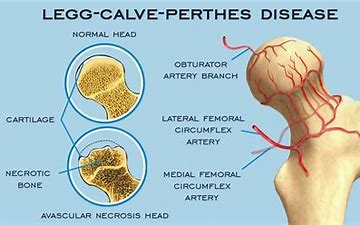 LEGG-CALVE-PERTHES DISEASE
NORMAL HEAD
CARTILAGE
NECROTIC
BONE
AVASCULAR NECROSIS HEAD
OBTURATOR
ARTERY BRANCH
LATERAL FEMORAL
CIRCUMFLEX
ARTERY
MEDIAL FEMORAL
CIRCUMFLEX
ARTERY